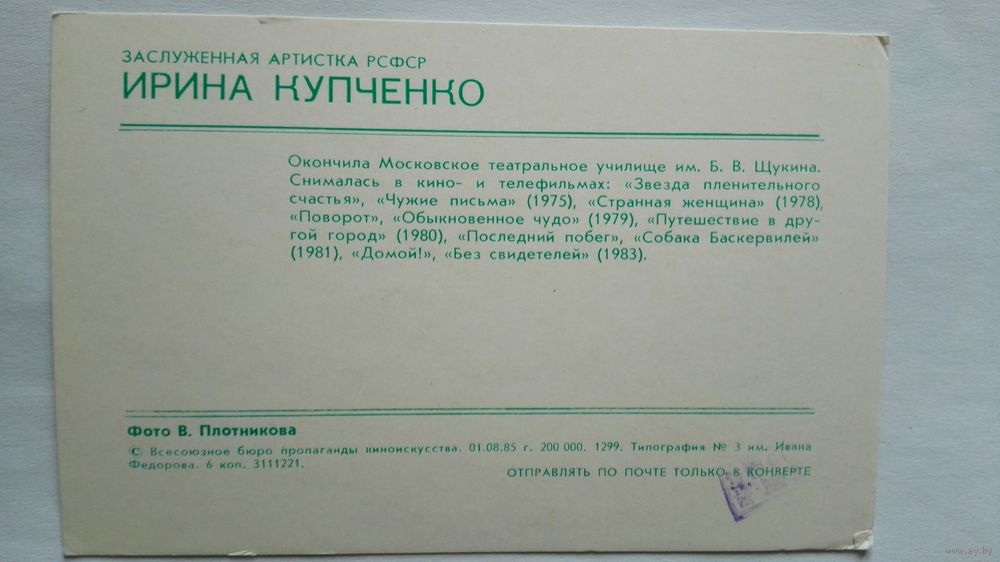 ЗАСЛУЖЕННАЯ АРТИСТКА РСФСР
ИРИНА КУПЧЕНКО
Окончила Московское театральное училище им. Б. В. Щукина.
Снималась в кино- и телефильмах: «Звезда пленительного
счастья», «Чужие письма» (1975), «Странная женщина» (1978),
«Поворот», «Обыкновенное чудо» (1979), «Путешествие в дру-
гой город» (1980), «Последний побег», «Собака Баскервилей»
(1981), «Домой!», «Без свидетелей» (1983).
Фото В. Плотникова
© Всесоюзное бюро пропаганды киноискусства. 01.08.85 г. 200 000. 1299. Типография № 3 им. Ивана
Федорова. 6 коп. 3111221.
ОТПРАВЛЯТЬ ПО ПОЧТЕ ТОЛЬКО В КОНВЕРТЕ
www.ay.by